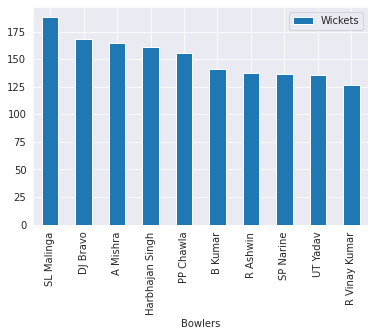 Wickets
175
150
125
100
75
50
25
0
SL Malinga
DJ Bravo
A Mishra
Harbhajan Singh
PP Chawla
B Kumar
R Ashwin
SP Narine
UT Yadav
R Vinay Kumar
Bowlers